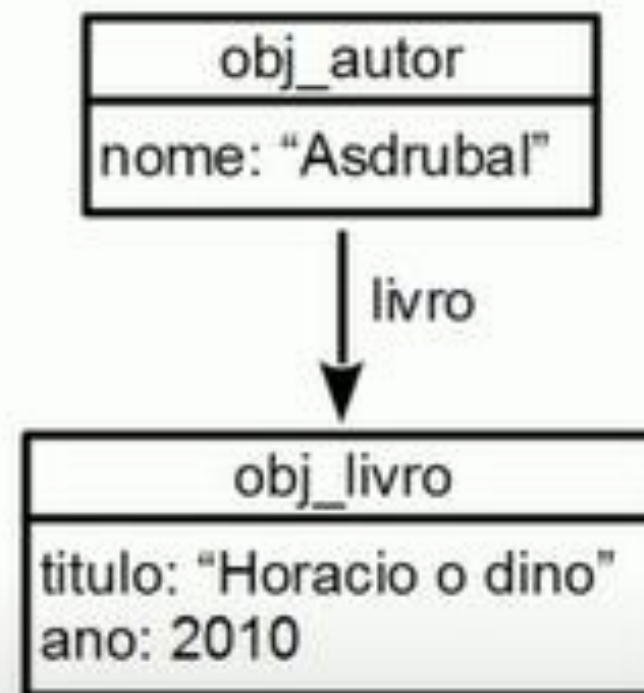 obj_autor
nome: “Asdrubal”
livro
obj_livro
titulo: “Horacio o dino”
ano: 2010